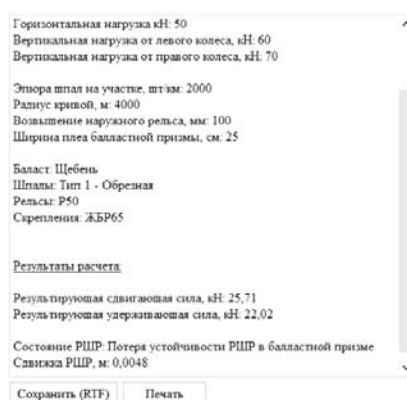 Горизонтальная нагрузка кН: 50
Вертикальная нагрузка от левого колеса, кН: 60
Вертикальная нагрузка от правого колеса, кН: 70
Эпюра шпал на участке, шт/км: 2000
Радиус кривой, м: 4000
Возвышение наружного рельса, мм: 100
Ширина плеа балластной призмы, см: 25
Баласт: Щебень
Шпалы: Тип 1 - Обрезная
Рельсы: Р50
Скрепления: ЖБР65
Результаты расчета:
Результирующая сдвигающая сила, кН: 25,71
Результирующая удерживающая сила, кН: 22,02
Состояние РШР: Потеря устойчивости РШР в балластной призме
Сдвижка РШР, м: 0,0048
Сохранить (RTF) Печать